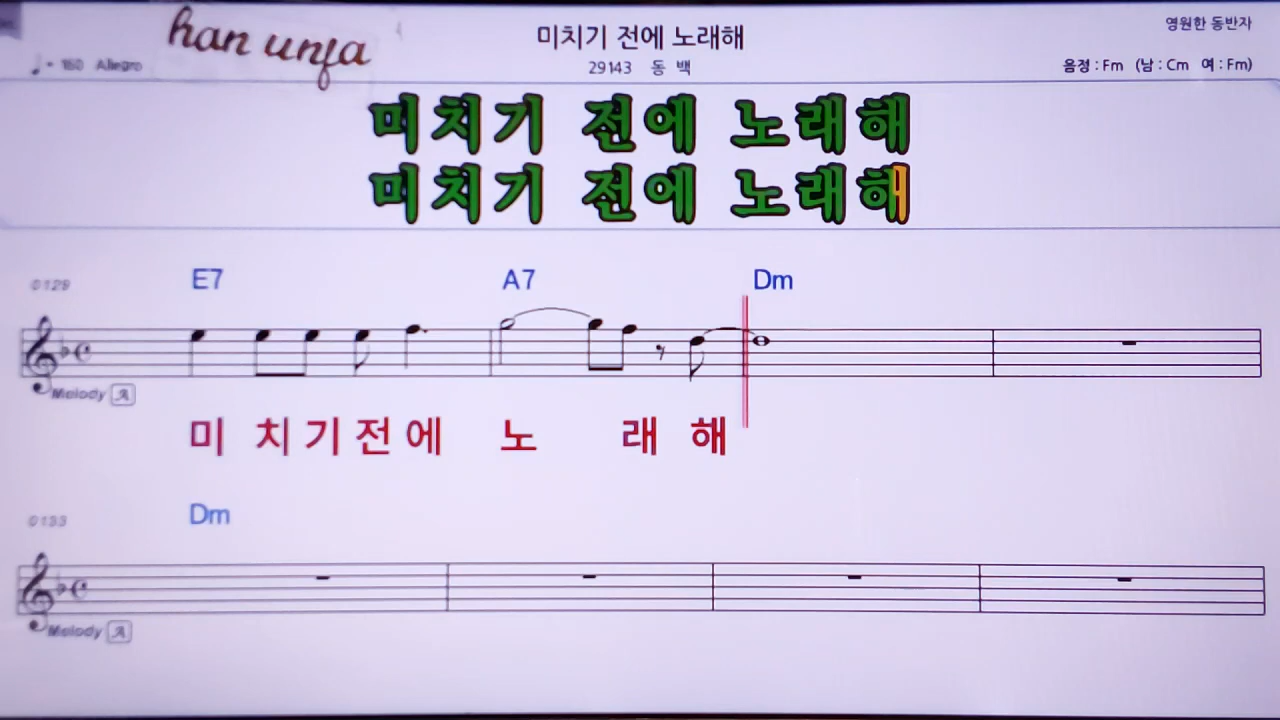 han unfa
미치기 전에 노래해
영원한 동반자
♩= 160 Allegro
29143 동 백
음정 : Fm (남 : Cm 여 : Fm)
미치기 전에 노래해
미치기 전에 노래해
0129
E7 A7 Dm
Melody A
미 치 기 전 에 노 래 해
0133
Dm
Melody A